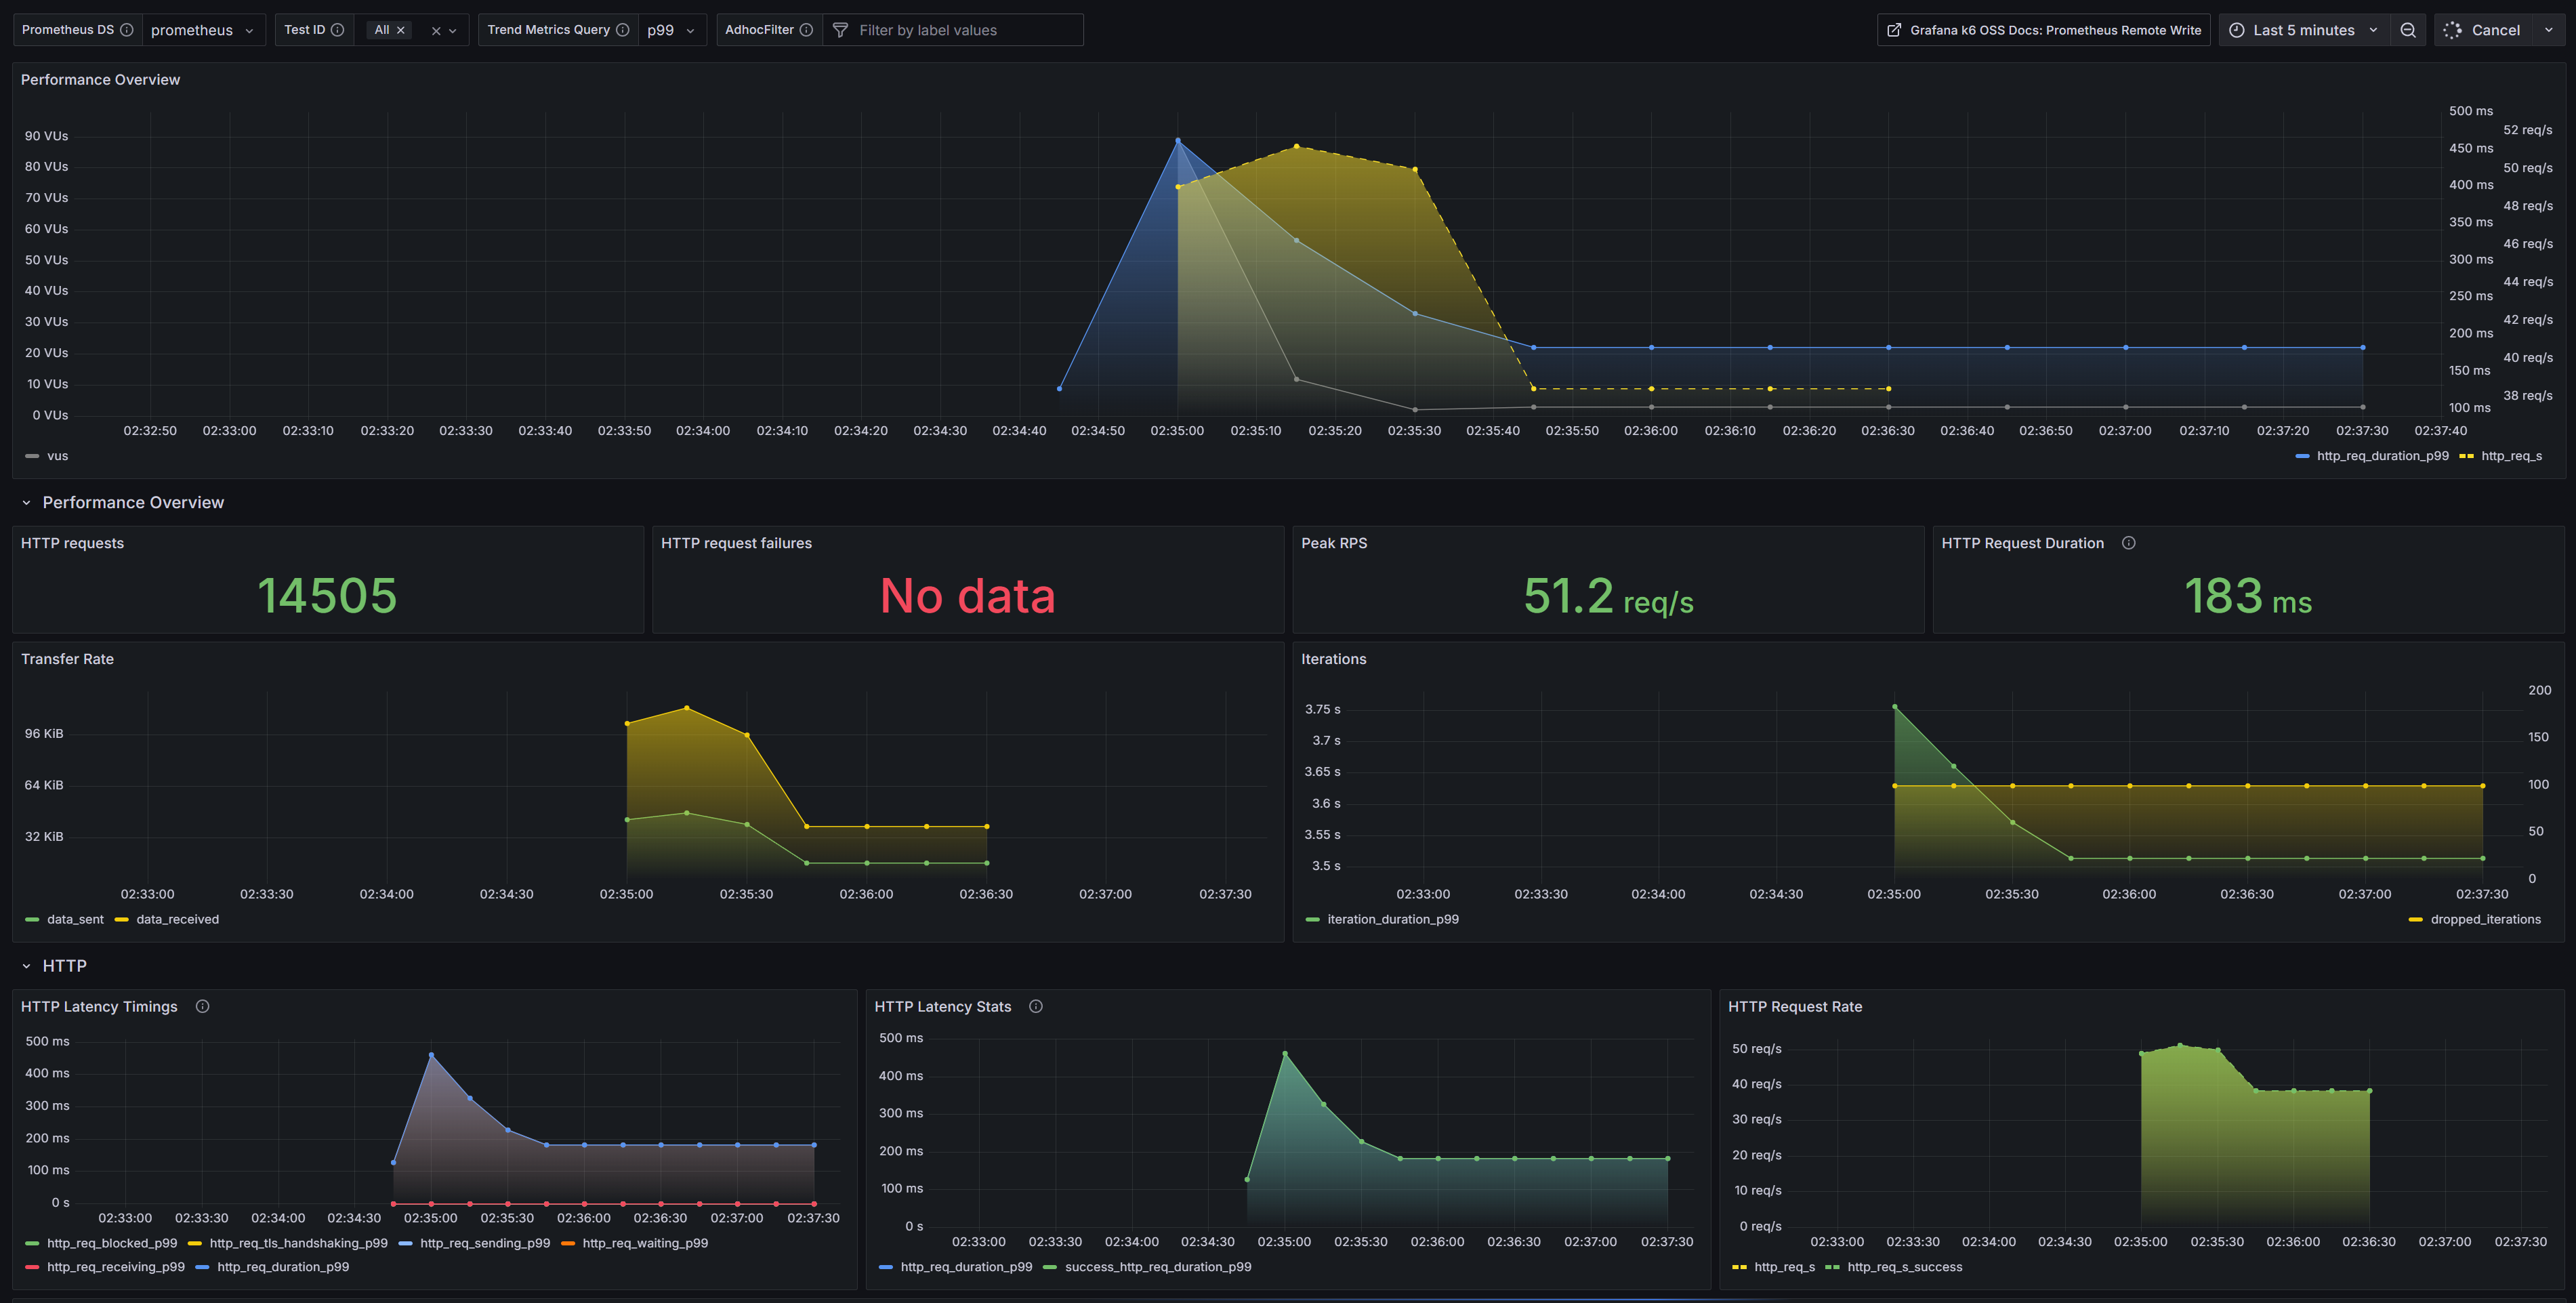 Prometheus DS prometheus Test ID All Trend Metrics Query p99 AdhocFilter Filter by label values Grafana k6 OSS Docs: Prometheus Remote Write Last 5 minutes Cancel
Performance Overview
500 ms
90 VUs 52 req/s
450 ms
80 VUs 50 req/s
70 VUs 400 ms
48 req/s
60 VUs 350 ms
46 req/s
50 VUs 300 ms
40 VUs 250 ms 44 req/s
30 VUs 42 req/s
200 ms
20 VUs 40 req/s
10 VUs 150 ms
38 req/s
0 VUs 100 ms
02:32:50 02:33:00 02:33:10 02:33:20 02:33:30 02:33:40 02:33:50 02:34:00 02:34:10 02:34:20 02:34:30 02:34:40 02:34:50 02:35:00 02:35:10 02:35:20 02:35:30 02:35:40 02:35:50 02:36:00 02:36:10 02:36:20 02:36:30 02:36:40 02:36:50 02:37:00 02:37:10 02:37:20 02:37:30 02:37:40
vus http_req_duration_p99 http_req_s
Performance Overview
HTTP requests
14505
HTTP request failures
No data
Peak RPS
51.2 req/s
HTTP Request Duration
183 ms
Transfer Rate
96 KiB
64 KiB
32 KiB
02:33:00 02:33:30 02:34:00 02:34:30 02:35:00 02:35:30 02:36:00 02:36:30 02:37:00 02:37:30
data_sent data_received
Iterations
200
3.75 s
3.7 s 150
3.65 s
100
3.6 s
3.55 s 50
3.5 s
0
02:33:00 02:33:30 02:34:00 02:34:30 02:35:00 02:35:30 02:36:00 02:36:30 02:37:00 02:37:30
iteration_duration_p99 dropped_iterations
HTTP
HTTP Latency Timings
500 ms
400 ms
300 ms
200 ms
100 ms
0 s
02:33:00 02:33:30 02:34:00 02:34:30 02:35:00 02:35:30 02:36:00 02:36:30 02:37:00 02:37:30
http_req_blocked_p99 http_req_tls_handshaking_p99 http_req_sending_p99 http_req_waiting_p99
http_req_receiving_p99 http_req_duration_p99
HTTP Latency Stats
500 ms
400 ms
300 ms
200 ms
100 ms
0 s
02:33:00 02:33:30 02:34:00 02:34:30 02:35:00 02:35:30 02:36:00 02:36:30 02:37:00 02:37:30
http_req_duration_p99 success_http_req_duration_p99
HTTP Request Rate
50 req/s
40 req/s
30 req/s
20 req/s
10 req/s
0 req/s
02:33:00 02:33:30 02:34:00 02:34:30 02:35:00 02:35:30 02:36:00 02:36:30 02:37:00 02:37:30
http_req_s http_req_s_success